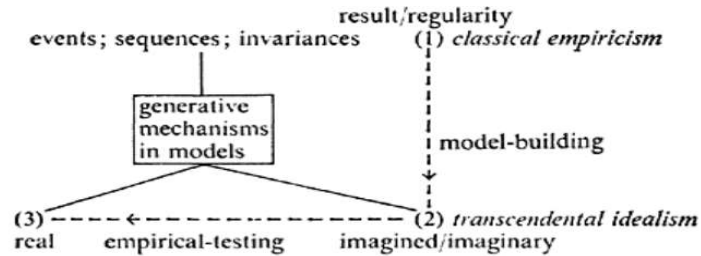 result/regularity
events; sequences; invariances (1) classical empiricism
generative
mechanisms
in models
model-building
(3) (2) transcendental idealism
real empirical-testing imagined/imaginary